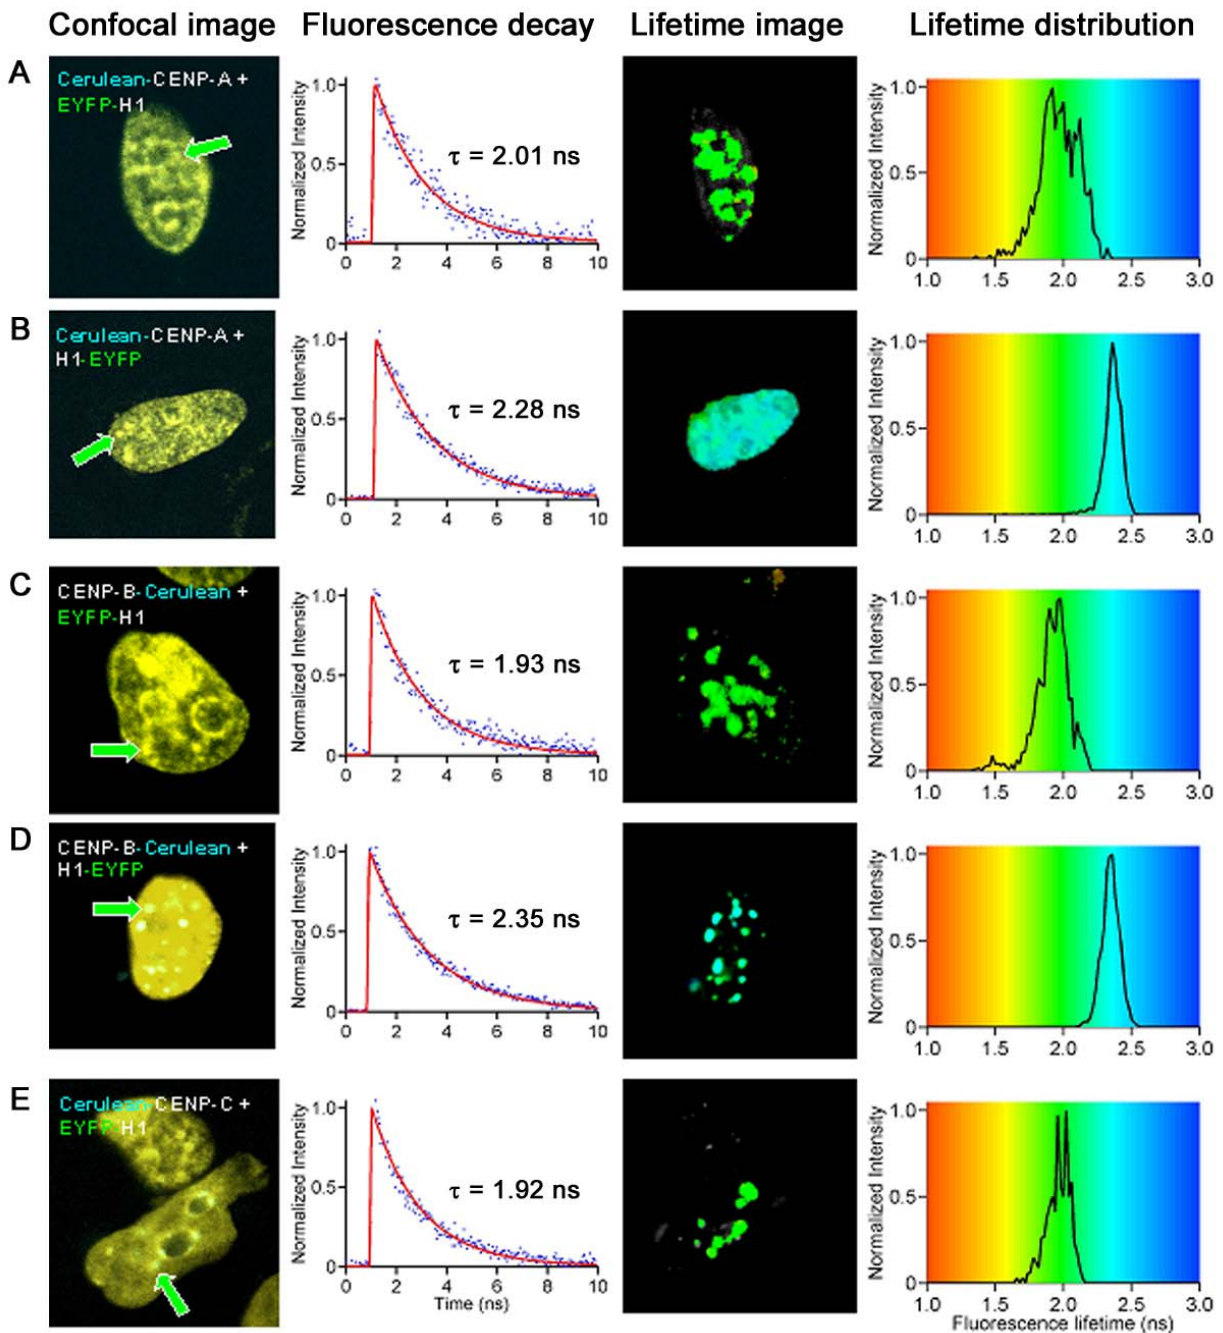 Confocal image Fluorescence decay Lifetime image Lifetime distribution
A
Cerulean-CENP-A +
EYFP-H1
Normalized Intensity
1.0
0.5
0
τ = 2.01 ns
0 2 4 6 8 10
Normalized Intensity
1.0
0.5
0
1.0 1.5 2.0 2.5 3.0
B
Cerulean-CENP-A +
H1-EYFP
Normalized Intensity
1.0
0.5
0
τ = 2.28 ns
0 2 4 6 8 10
Normalized Intensity
1.0
0.5
0
1.0 1.5 2.0 2.5 3.0
C
CENP-B-Cerulean +
EYFP-H1
Normalized Intensity
1.0
0.5
0
τ = 1.93 ns
0 2 4 6 8 10
Normalized Intensity
1.0
0.5
0
1.0 1.5 2.0 2.5 3.0
D
CENP-B-Cerulean +
H1-EYFP
Normalized Intensity
1.0
0.5
0
τ = 2.35 ns
0 2 4 6 8 10
Normalized Intensity
1.0
0.5
0
1.0 1.5 2.0 2.5 3.0
E
Cerulean-CENP-C +
EYFP-H1
Normalized Intensity
1.0
0.5
0
τ = 1.92 ns
0 2 4 6 8 10
Time (ns)
Normalized Intensity
1.0
0.5
0
1.0 1.5 2.0 2.5 3.0
Fluorescence lifetime (ns)